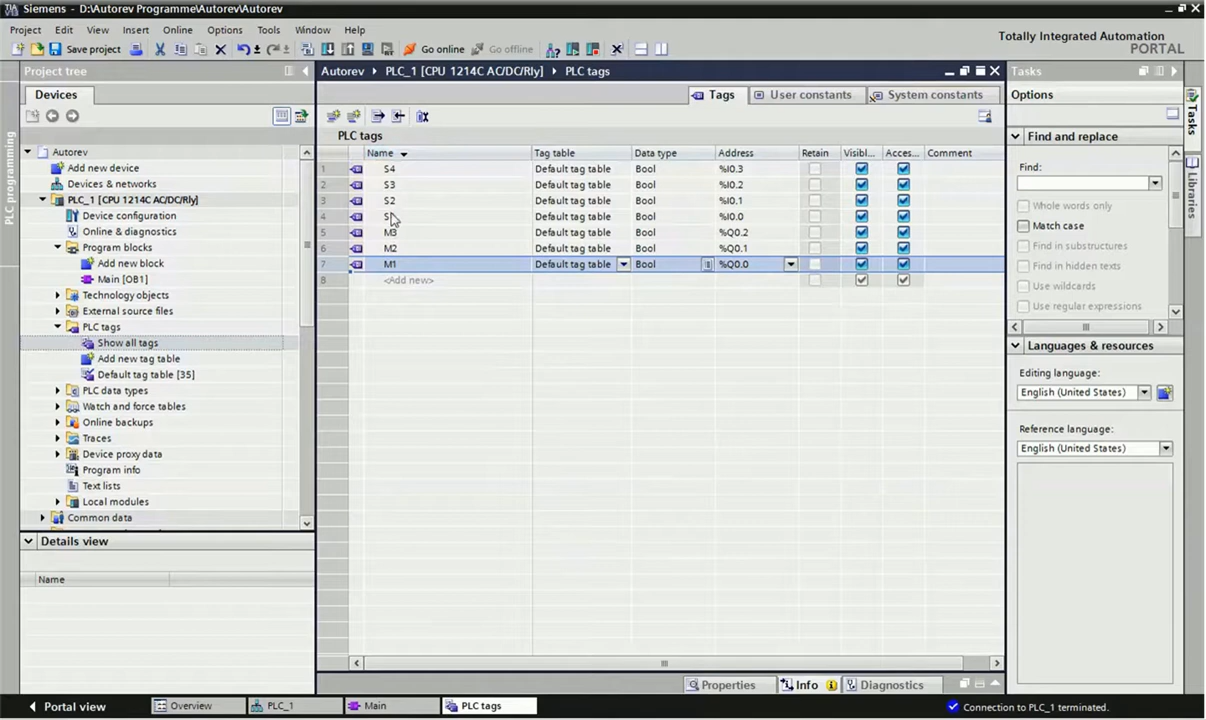 Siemens - D:\Autorev Programme\Autorev\Autorev
Project Edit View Insert Online Options Window Help
Totally Integrated Automation
PORTAL
Save project Go online Go offline
Project tree
Autorev PLC_1 [CPU 1214C AC/DC/Rly] PLC tags
Tasks
Devices
Tags User constants System constants
Options
PLC tags
Find and replace
Name Tag table Data type Address Retain Visibl... Acces... Comment
1 S4 Default tag table Bool %I0.3
2 S3 Default tag table Bool %I0.2
3 S2 Default tag table Bool %I0.1
4 S Default tag table Bool %I0.0
5 M3 Default tag table Bool %Q0.2
6 M2 Default tag table Bool %Q0.1
7 M1 Default tag table Bool %Q0.0
8 <Add new>
Autorev
Add new device
Devices & networks
PLC_1 [CPU 1214C AC/DC/Rly]
Device configuration
Online & diagnostics
Program blocks
Add new block
Main [OB1]
Technology objects
External source files
PLC tags
Show all tags
Add new tag table
Default tag table [35]
PLC data types
Watch and force tables
Online backups
Traces
Device proxy data
Program info
Text lists
Local modules
Common data
Details view
Name
Find:
Whole words only
Match case
Find in substructures
Find in hidden texts
Use wildcards
Use regular expressions
Languages & resources
Editing language:
English (United States)
Reference language:
English (United States)
PLC programming
Tasks
Libraries
Properties Info Diagnostics
Portal view Overview PLC_1 Main PLC tags
Connection to PLC_1 terminated.